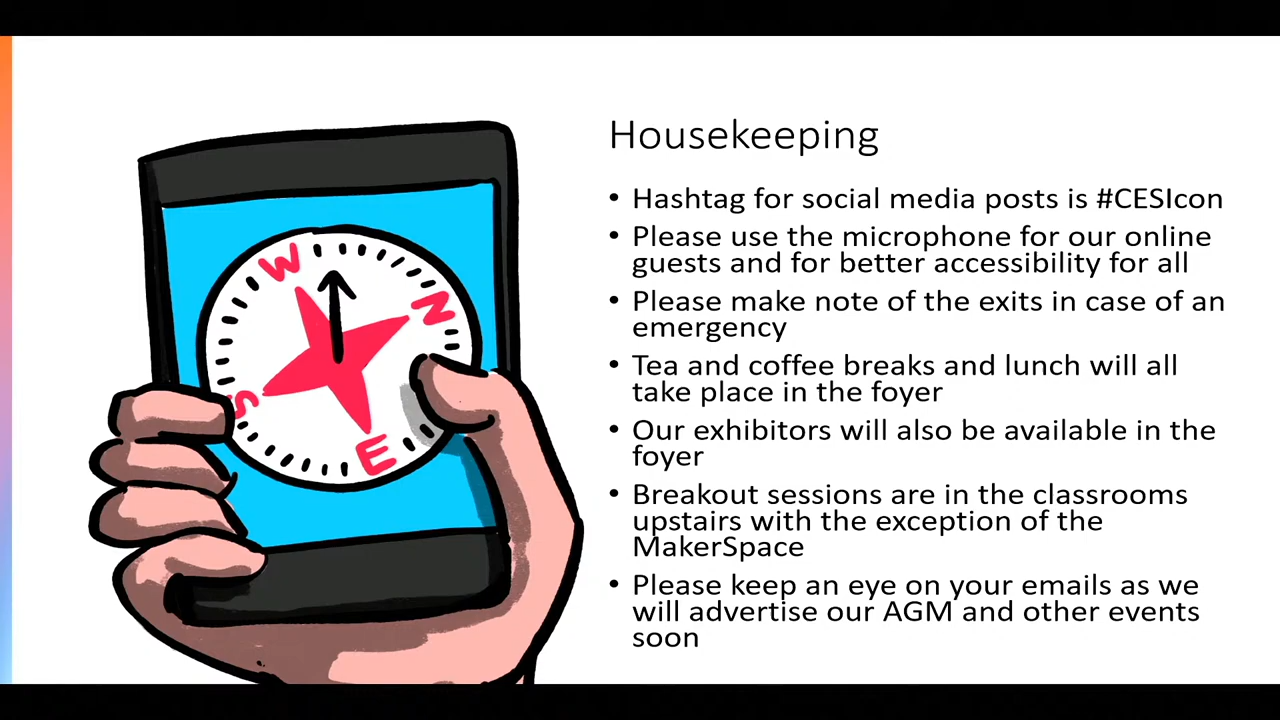 Housekeeping
• Hashtag for social media posts is #CESIcon
• Please use the microphone for our online
guests and for better accessibility for all
• Please make note of the exits in case of an
emergency
• Tea and coffee breaks and lunch will all
take place in the foyer
• Our exhibitors will also be available in the
foyer
• Breakout sessions are in the classrooms
upstairs with the exception of the
MakerSpace
• Please keep an eye on your emails as we
will advertise our AGM and other events
soon
W
N
S
E